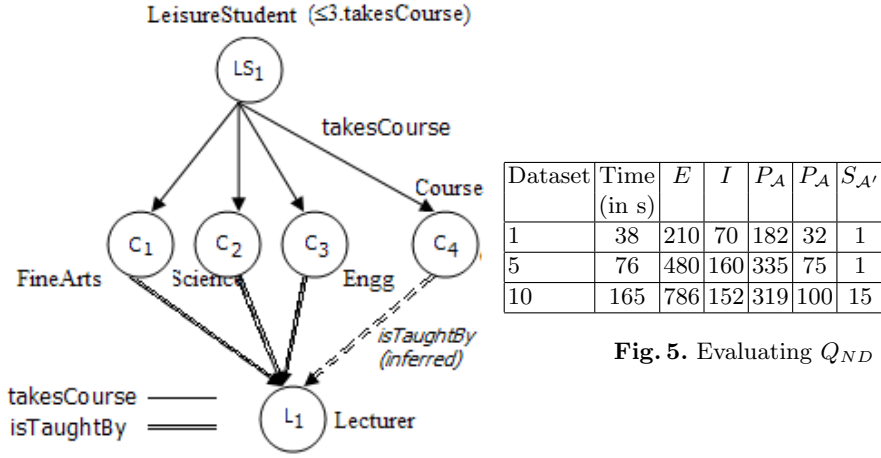 LeisureStudent (≤3.takesCourse)
LS1
takesCourse
Course
C1
C2
C3
C4
FineArts
Science
Engg
isTaughtBy
(inferred)
takesCourse
isTaughtBy
L1
Lecturer
Dataset Time E I P𝒜 P𝒜 S𝒜′
(in s)
1 38 210 70 182 32 1
5 76 480 160 335 75 1
10 165 786 152 319 100 15
Fig. 5. Evaluating QND